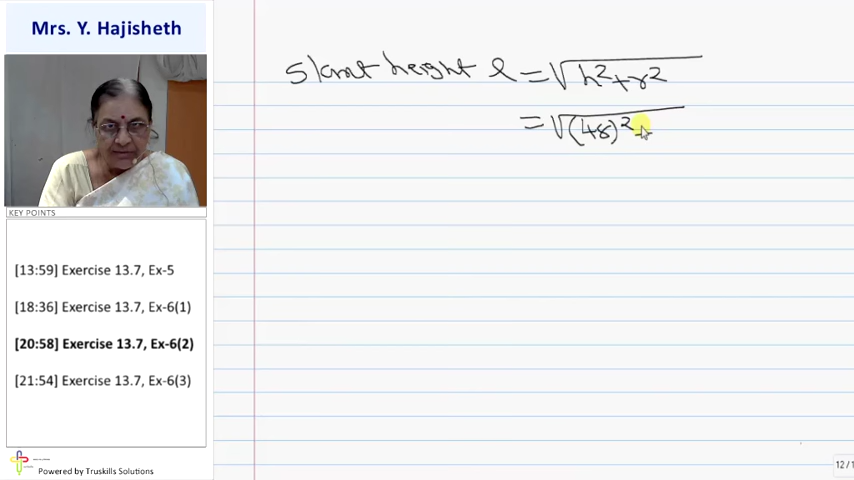 Mrs. Y. Hajisheth
KEY POINTS
[13:59] Exercise 13.7, Ex-5
[18:36] Exercise 13.7, Ex-6(1)
[20:58] Exercise 13.7, Ex-6(2)
[21:54] Exercise 13.7, Ex-6(3)
Powered by Truskills Solutions
Slant height l = √h²+r²
= √(48)²+
12/1